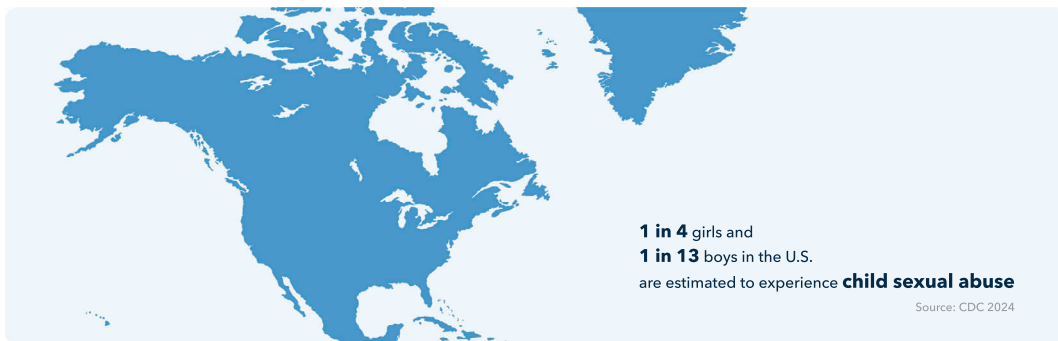 1 in 4 girls and
1 in 13 boys in the U.S.
are estimated to experience child sexual abuse
Source: CDC 2024